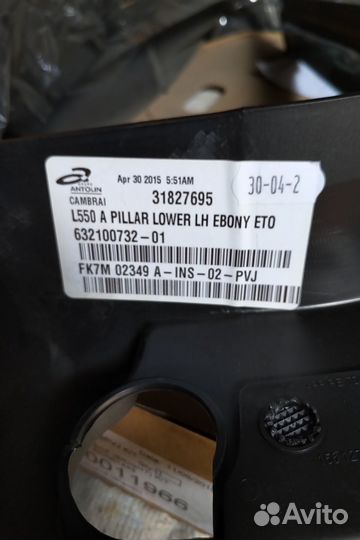 ANTOLIN
CAMBRAI
Apr 30 2015 5:51AM
31827695
30-04-2
L550 A PILLAR LOWER LH EBONY ETO
632100732-01
FK7M 02349 A-INS-02-PVJ
0011966
Avito